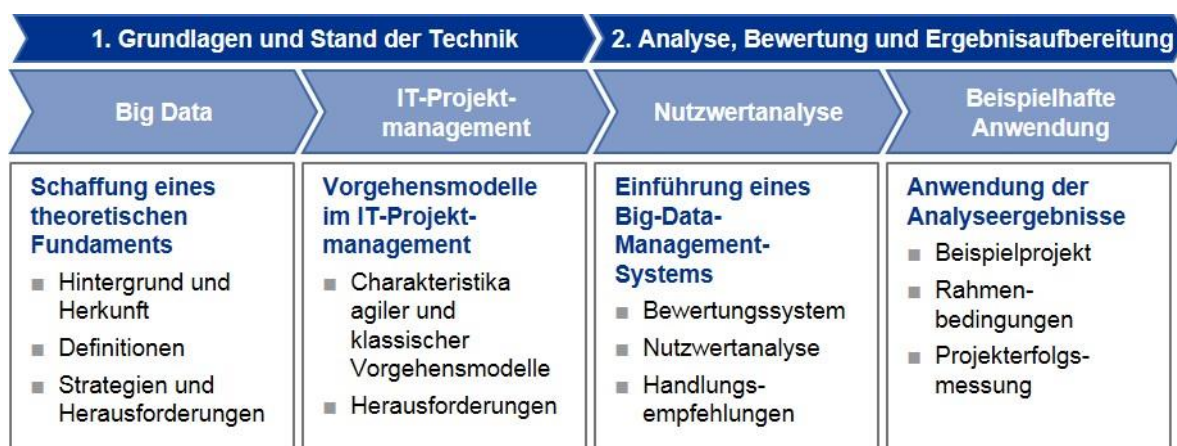 1. Grundlagen und Stand der Technik
2. Analyse, Bewertung und Ergebnisaufbereitung
Big Data
IT-Projekt-
management
Nutzwertanalyse
Beispielhafte
Anwendung
Schaffung eines
theoretischen
Fundaments
■ Hintergrund und
Herkunft
■ Definitionen
■ Strategien und
Herausforderungen
Vorgehensmodelle
im IT-Projekt-
management
■ Charakteristika
agiler und
klassischer
Vorgehensmodelle
■ Herausforderungen
Einführung eines
Big-Data-
Management-
Systems
■ Bewertungssystem
■ Nutzwertanalyse
■ Handlungs-
empfehlungen
Anwendung der
Analyseergebnisse
■ Beispielprojekt
■ Rahmen-
bedingungen
■ Projekterfolgs-
messung